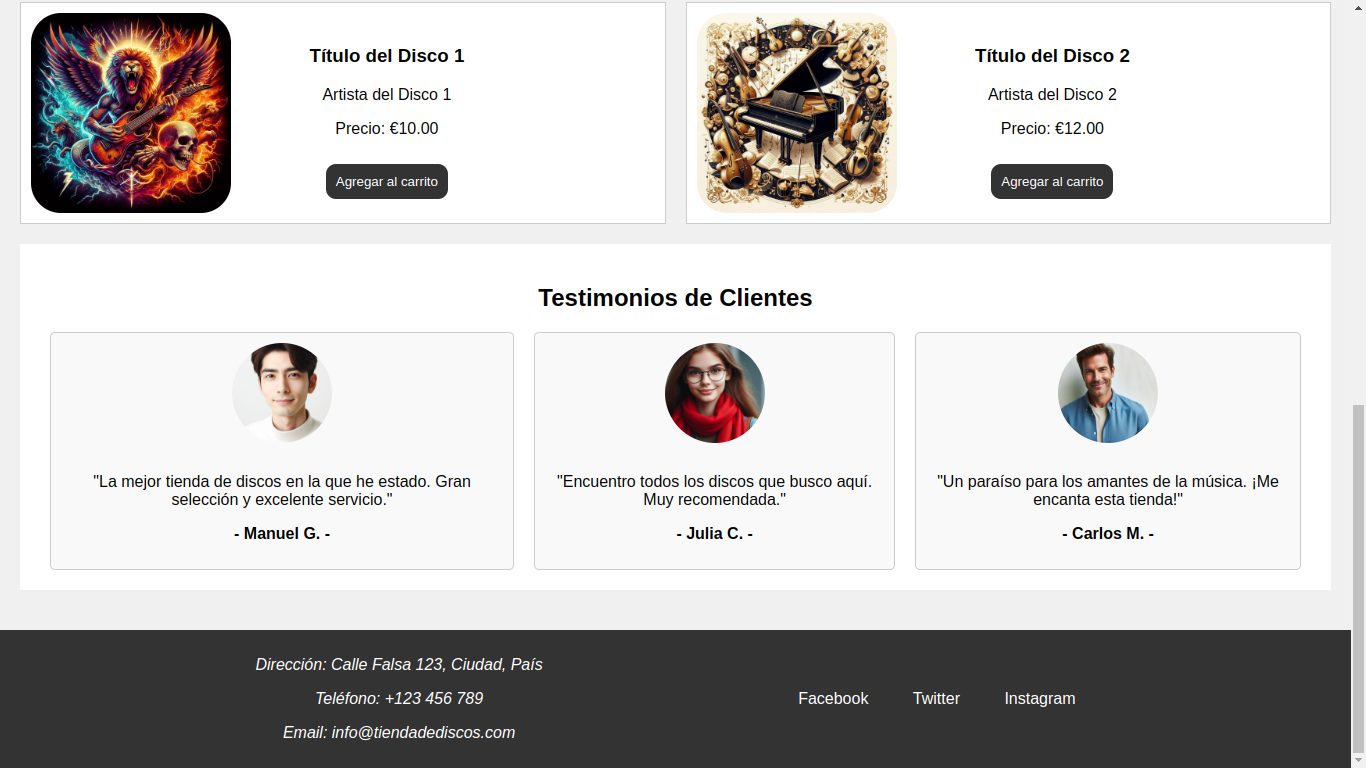 Título del Disco 1
Artista del Disco 1
Precio: €10.00
Agregar al carrito
Título del Disco 2
Artista del Disco 2
Precio: €12.00
Agregar al carrito
Testimonios de Clientes
"La mejor tienda de discos en la que he estado. Gran
selección y excelente servicio."
- Manuel G. -
"Encuentro todos los discos que busco aquí.
Muy recomendada."
- Julia C. -
"Un paraíso para los amantes de la música. ¡Me
encanta esta tienda!"
- Carlos M. -
Dirección: Calle Falsa 123, Ciudad, País
Teléfono: +123 456 789
Email: info@tiendadediscos.com
Facebook
Twitter
Instagram